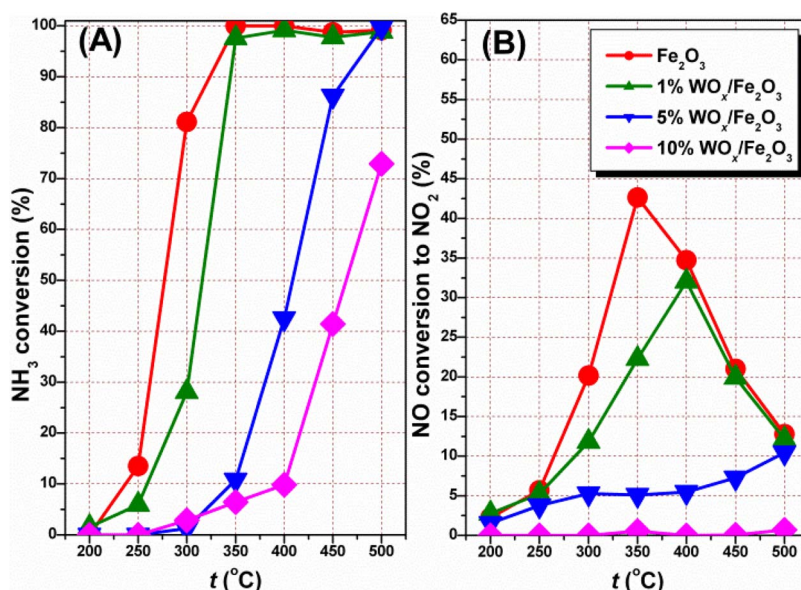 (A)
NH₃ conversion (%)
100
90
80
70
60
50
40
30
20
10
0
200 250 300 350 400 450 500
t (°C)
(B)
NO conversion to NO₂ (%)
65
60
55
50
45
40
35
30
25
20
15
10
5
0
200 250 300 350 400 450 500
t (°C)
Fe₂O₃
1% WOₓ/Fe₂O₃
5% WOₓ/Fe₂O₃
10% WOₓ/Fe₂O₃